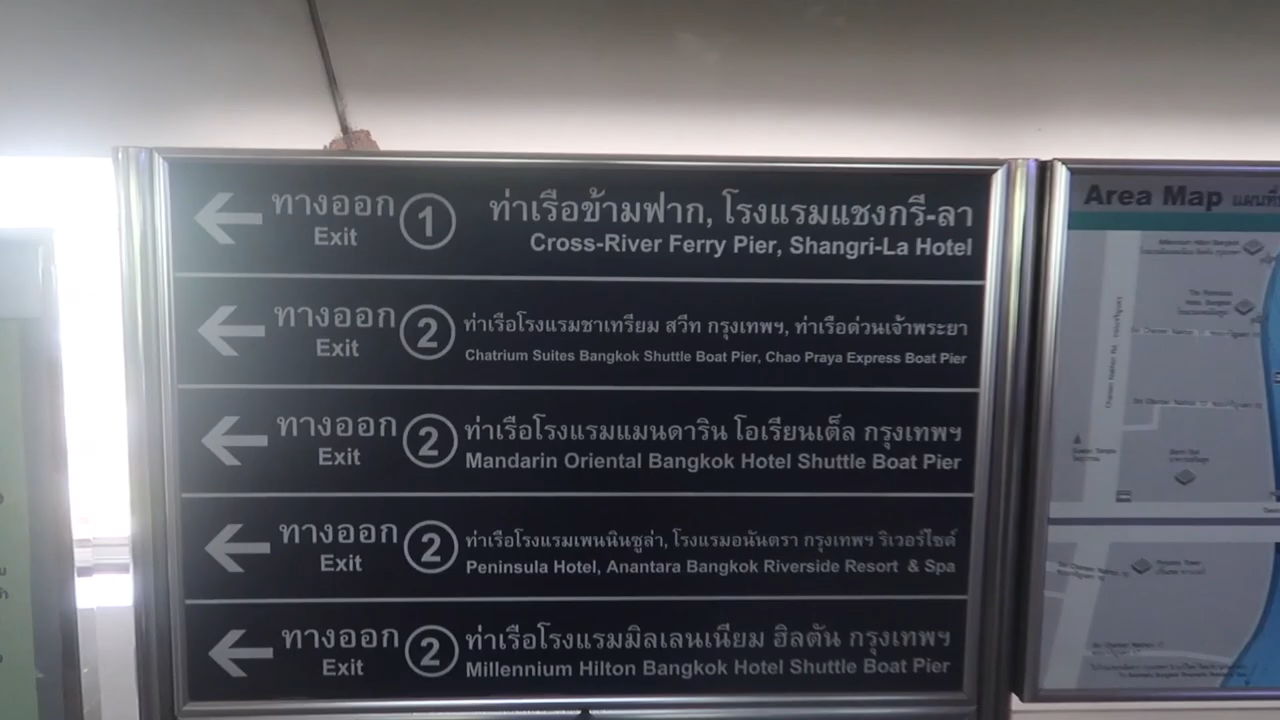 ทางออก 1 ท่าเรือข้ามฟาก, โรงแรมแชงกรี-ลา
Exit Cross-River Ferry Pier, Shangri-La Hotel
ทางออก 2 ท่าเรือโรงแรมชาเทรียม สวีท กรุงเทพฯ, ท่าเรือด่วนเจ้าพระยา
Exit Chatrium Suites Bangkok Shuttle Boat Pier, Chao Praya Express Boat Pier
ทางออก 2 ท่าเรือโรงแรมแมนดาริน โอเรียนเต็ล กรุงเทพฯ
Exit Mandarin Oriental Bangkok Hotel Shuttle Boat Pier
ทางออก 2 ท่าเรือโรงแรมเพนนินซูล่า, โรงแรมอนันตรา กรุงเทพฯ ริเวอร์ไซด์
Exit Peninsula Hotel, Anantara Bangkok Riverside Resort & Spa
ทางออก 2 ท่าเรือโรงแรมมิลเลนเนียม ฮิลตัน กรุงเทพฯ
Exit Millennium Hilton Bangkok Hotel Shuttle Boat Pier
Area Map
Millennium Hilton Bangkok